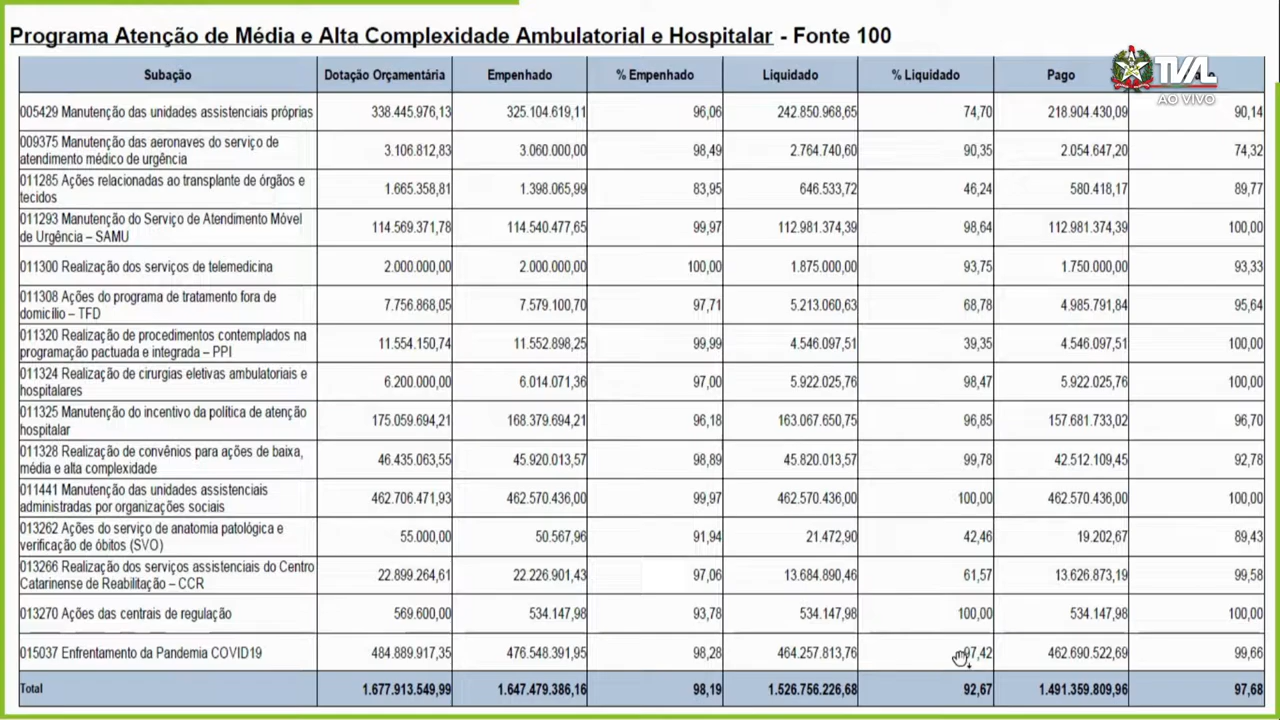 Programa Atenção de Média e Alta Complexidade Ambulatorial e Hospitalar - Fonte 100
TVAL
AO VIVO
Subação Dotação Orçamentária Empenhado % Empenhado Liquidado % Liquidado Pago
005429 Manutenção das unidades assistenciais próprias 338.445.976,13 325.104.619,11 96,06 242.850.968,65 74,70 218.904.430,09 90,14
009375 Manutenção das aeronaves do serviço de
atendimento médico de urgência 3.106.812,83 3.060.000,00 98,49 2.764.740,60 90,35 2.054.647,20 74,32
011285 Ações relacionadas ao transplante de órgãos e
tecidos 1.665.358,81 1.398.065,99 83,95 646.533,72 46,24 580.418,17 89,77
011293 Manutenção do Serviço de Atendimento Móvel
de Urgência – SAMU 114.569.371,78 114.540.477,65 99,97 112.981.374,39 98,64 112.981.374,39 100,00
011300 Realização dos serviços de telemedicina 2.000.000,00 2.000.000,00 100,00 1.875.000,00 93,75 1.750.000,00 93,33
011308 Ações do programa de tratamento fora de
domicílio – TFD 7.756.868,05 7.579.100,70 97,71 5.213.060,63 68,78 4.985.791,84 95,64
011320 Realização de procedimentos contemplados na
programação pactuada e integrada – PPI 11.554.150,74 11.552.898,25 99,99 4.546.097,51 39,35 4.546.097,51 100,00
011324 Realização de cirurgias eletivas ambulatoriais e
hospitalares 6.200.000,00 6.014.071,36 97,00 5.922.025,76 98,47 5.922.025,76 100,00
011325 Manutenção do incentivo da política de atenção
hospitalar 175.059.694,21 168.379.694,21 96,18 163.067.650,75 96,85 157.681.733,02 96,70
011328 Realização de convênios para ações de baixa,
média e alta complexidade 46.435.063,55 45.920.013,57 98,89 45.820.013,57 99,78 42.512.109,45 92,78
011441 Manutenção das unidades assistenciais
administradas por organizações sociais 462.706.471,93 462.570.436,00 99,97 462.570.436,00 100,00 462.570.436,00 100,00
013262 Ações do serviço de anatomia patológica e
verificação de óbitos (SVO) 55.000,00 50.567,96 91,94 21.472,90 42,46 19.202,67 89,43
013266 Realização dos serviços assistenciais do Centro
Catarinense de Reabilitação – CCR 22.899.264,61 22.226.901,43 97,06 13.684.890,46 61,57 13.626.873,19 99,58
013270 Ações das centrais de regulação 569.600,00 534.147,98 93,78 534.147,98 100,00 534.147,98 100,00
015037 Enfrentamento da Pandemia COVID19 484.889.917,35 476.548.391,95 98,28 464.257.813,76 97,42 462.690.522,69 99,66
Total 1.677.913.549,99 1.647.479.386,16 98,19 1.526.756.226,68 92,67 1.491.359.809,96 97,68